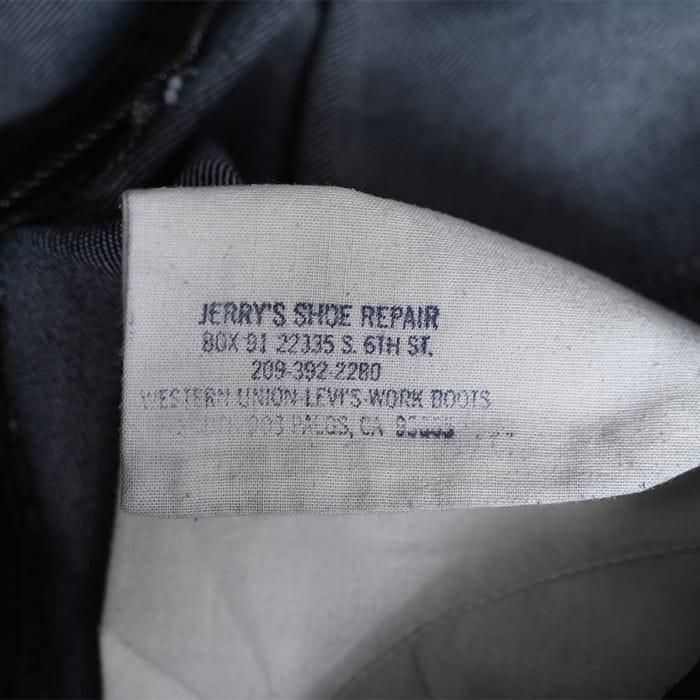 JERRY'S SHOE REPAIR
BOX 91 22335 S. 6TH ST.
209-392-2280
WESTERN UNION-LEVI'S-WORK BOOTS
PALOS, CA